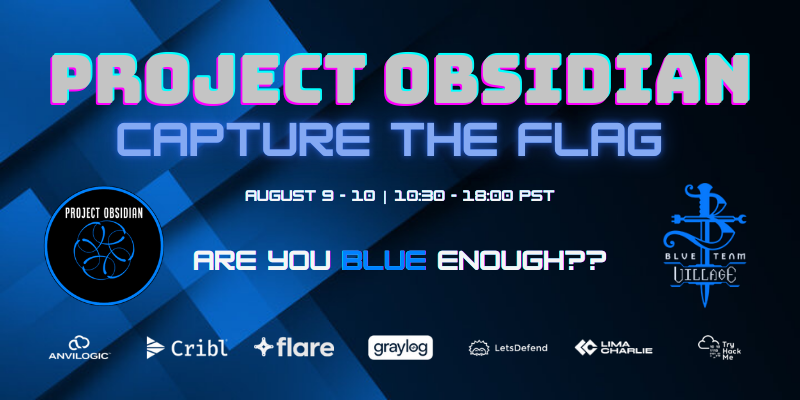 PROJECT OBSIDIAN
CAPTURE THE FLAG
AUGUST 9 - 10 | 10:30 - 18:00 PST
PROJECT OBSIDIAN
ARE YOU BLUE ENOUGH??
BLUE TEAM
VILLAGE
ANVILOGIC
Cribl
flare
graylog
LetsDefend
LIMA
CHARLIE
Try
Hack
Me